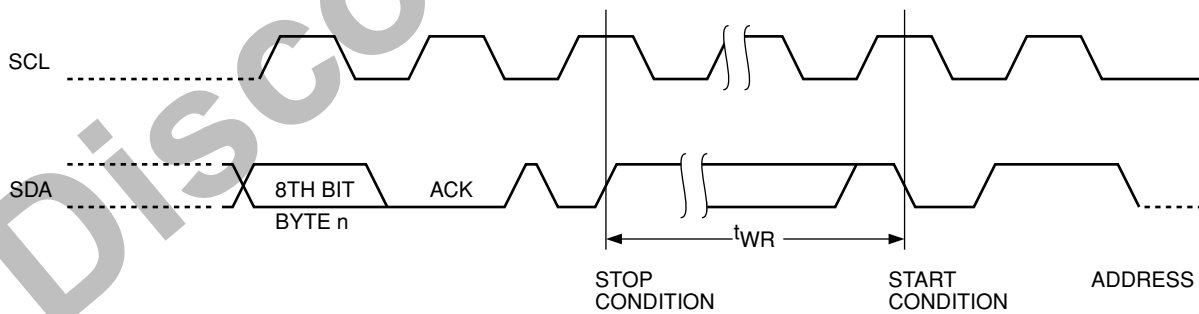 SCL
SDA
8TH BIT
ACK
BYTE n
tWR
STOP
CONDITION
START
CONDITION
ADDRESS
Disco